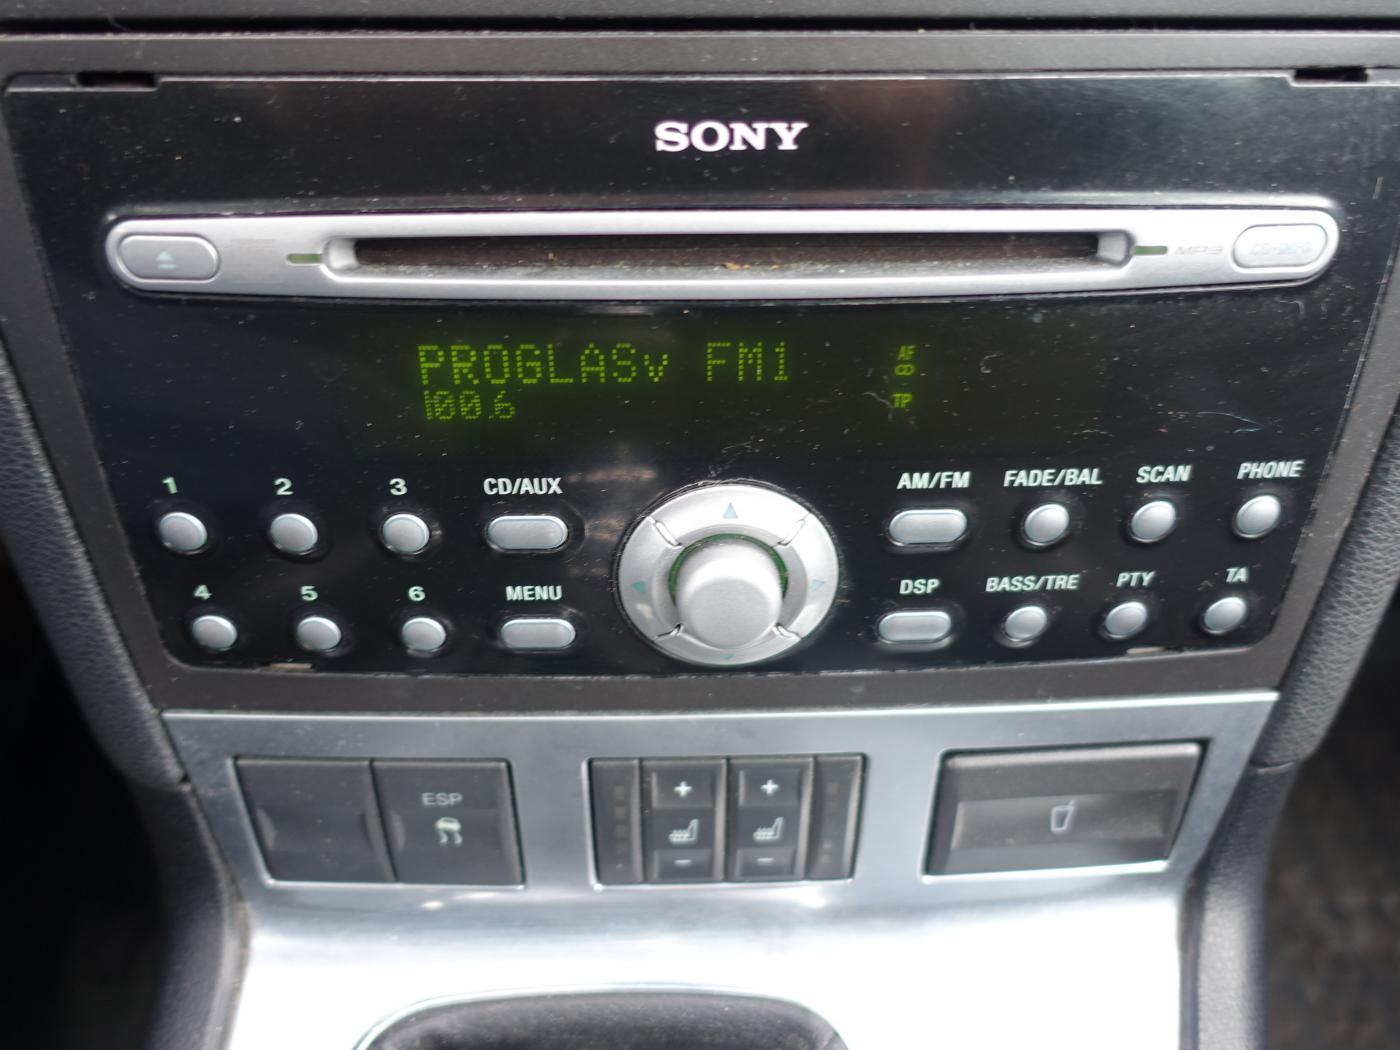 SONY
MP3
CD-INFO
PROGLASv FM1
100.6
AF
TP
1 2 3 CD/AUX AM/FM FADE/BAL SCAN PHONE
4 5 6 MENU DSP BASS/TRE PTY TA
ESP
+ +
- -